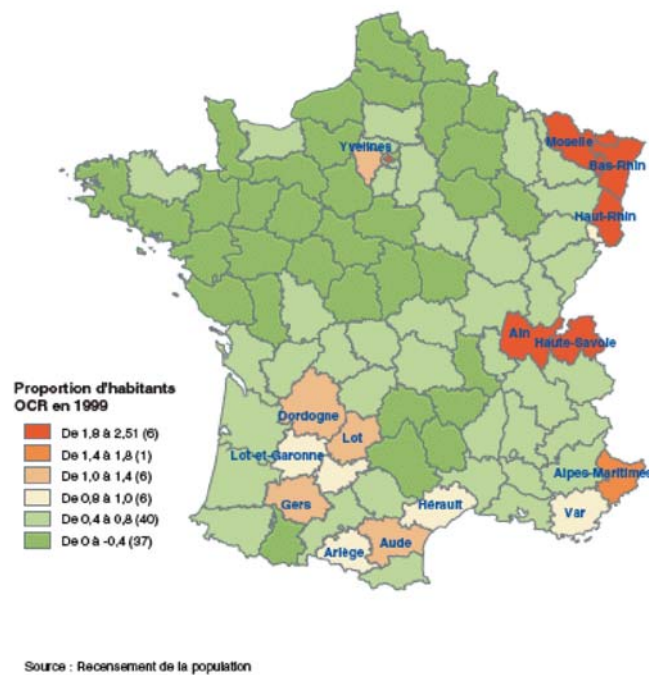 Yvelines
Moselle
Bas-Rhin
Haut-Rhin
Ain
Haute-Savoie
Dordogne
Lot
Lot-et-Garonne
Gers
Hérault
Alpes-Maritimes
Var
Ariège
Aude
Proportion d'habitants
OCR en 1999
De 1,8 à 2,51 (6)
De 1,4 à 1,8 (1)
De 1,0 à 1,4 (6)
De 0,8 à 1,0 (6)
De 0,4 à 0,8 (40)
De 0 à -0,4 (37)
Source : Recensement de la population